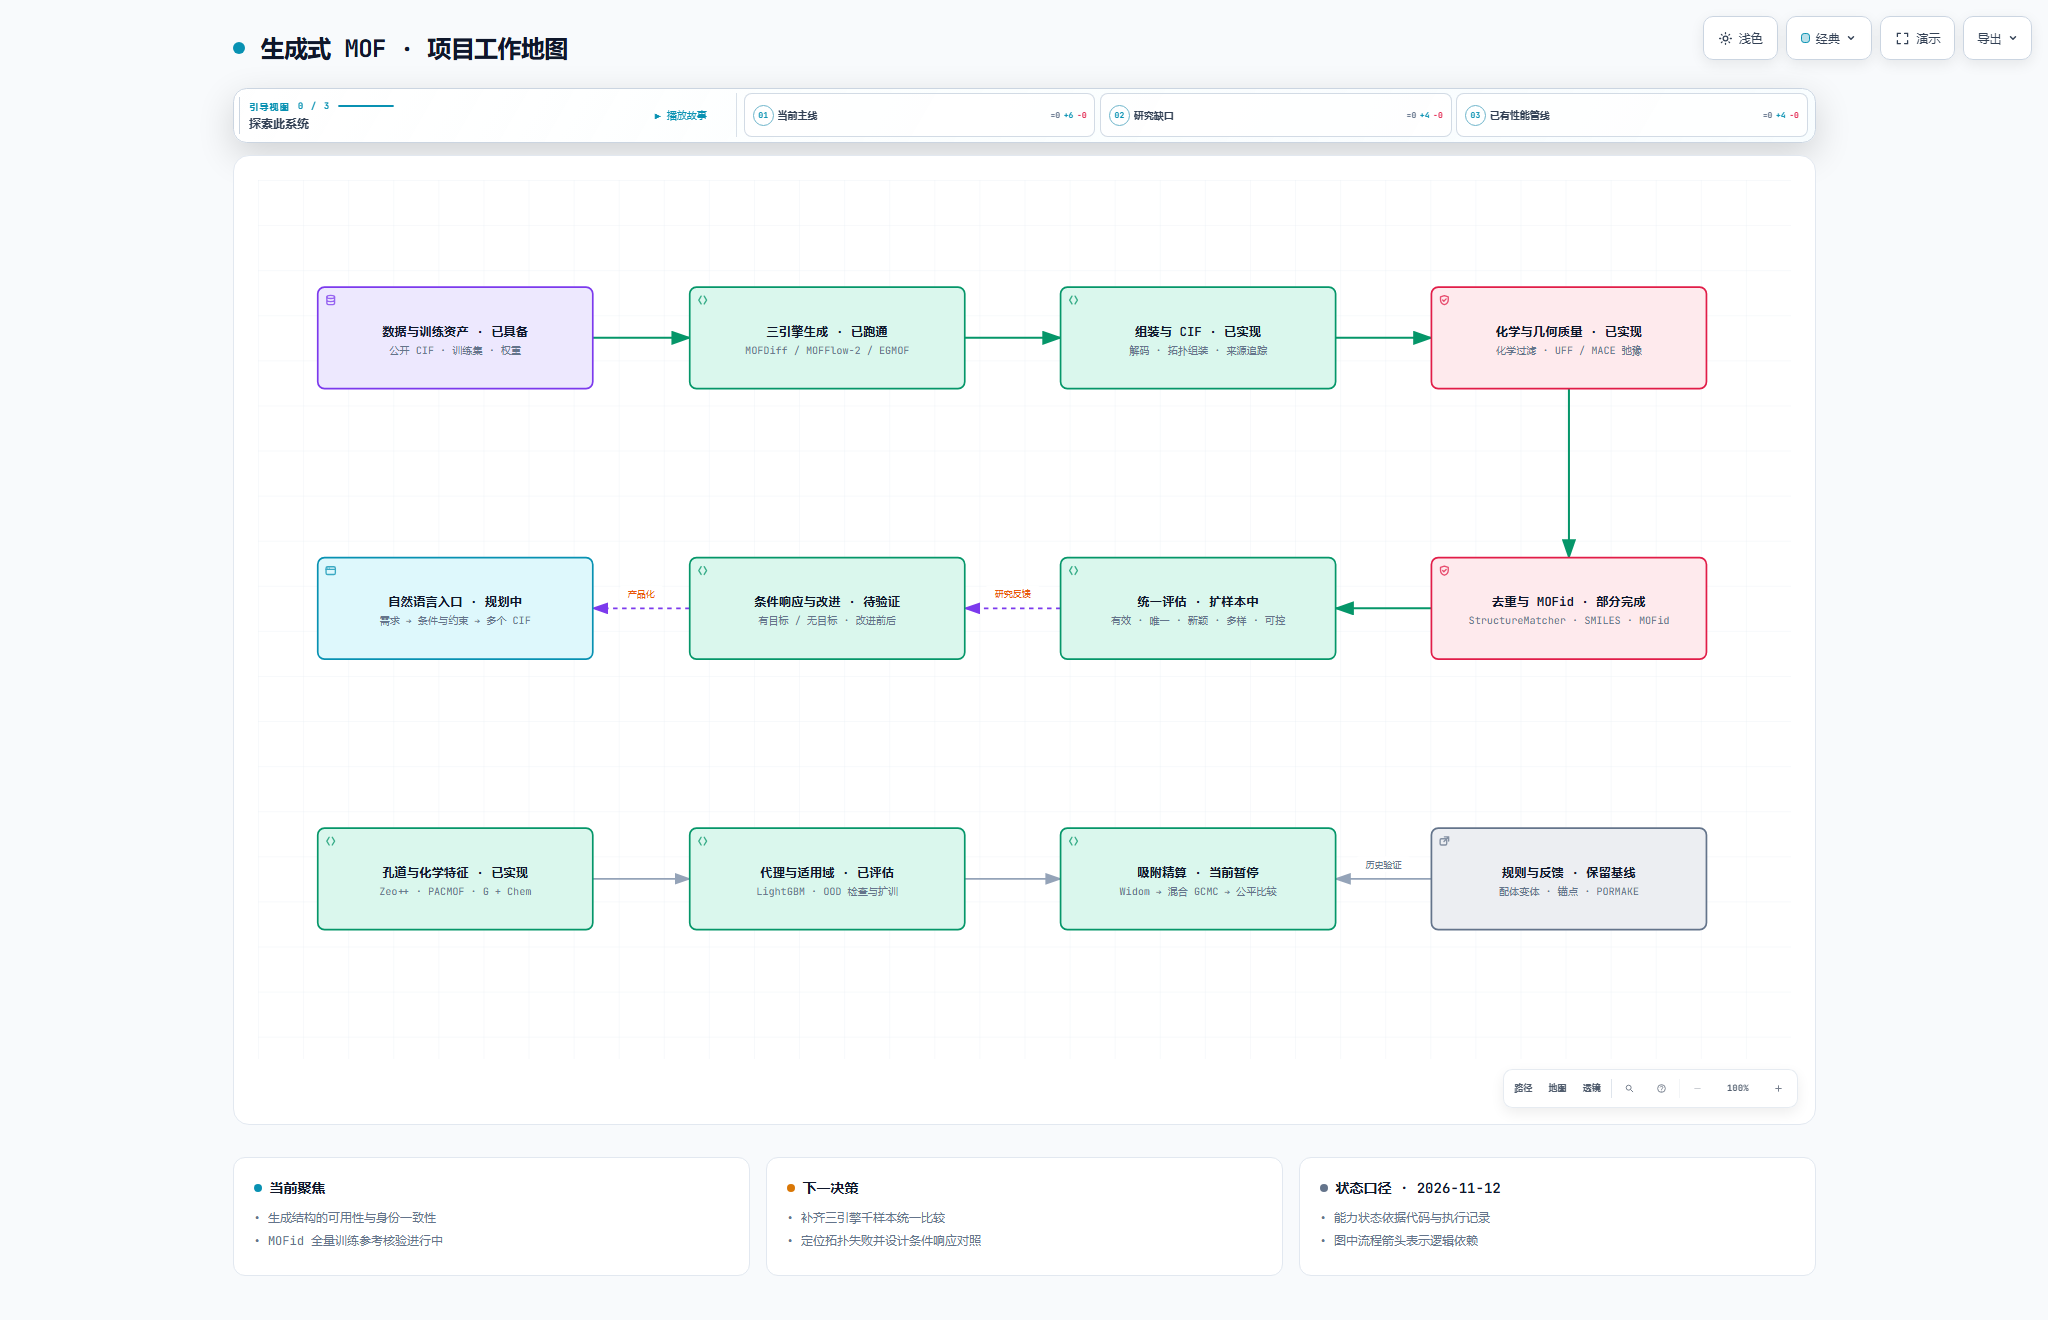 生成式 MOF · 项目工作地图
浅色
经典
演示
导出
引导视图 0 / 3
探索此系统
▶ 播放故事
01 当前主线 =0 +6 -0
02 研究缺口 =0 +4 -0
03 已有性能管线 =0 +4 -0
数据与训练资产 · 已具备
公开 CIF · 训练集 · 权重
三引擎生成 · 已跑通
MOFDiff / MOFFlow-2 / EGMOF
组装与 CIF · 已实现
解码 · 拓扑组装 · 来源追踪
化学与几何质量 · 已实现
化学过滤 · UFF / MACE 弛豫
自然语言入口 · 规划中
需求 → 条件与约束 → 多个 CIF
产品化
条件响应与改进 · 待验证
有目标 / 无目标 · 改进前后
研究反馈
统一评估 · 扩样本中
有效 · 唯一 · 新颖 · 多样 · 可控
去重与 MOFid · 部分完成
StructureMatcher · SMILES · MOFid
孔道与化学特征 · 已实现
Zeo++ · PACMOF · G + Chem
代理与适用域 · 已评估
LightGBM · OOD 检查与扩训
吸附精算 · 当前暂停
Widom → 混合 GCMC → 公平比较
历史验证
规则与反馈 · 保留基线
配体变体 · 锚点 · PORMAKE
路径 地图 透镜 − 100% +
当前聚焦
• 生成结构的可用性与身份一致性
• MOFid 全量训练参考核验进行中
下一决策
• 补齐三引擎千样本统一比较
• 定位拓扑失败并设计条件响应对照
状态口径 · 2026-11-12
• 能力状态依据代码与执行记录
• 图中流程箭头表示逻辑依赖